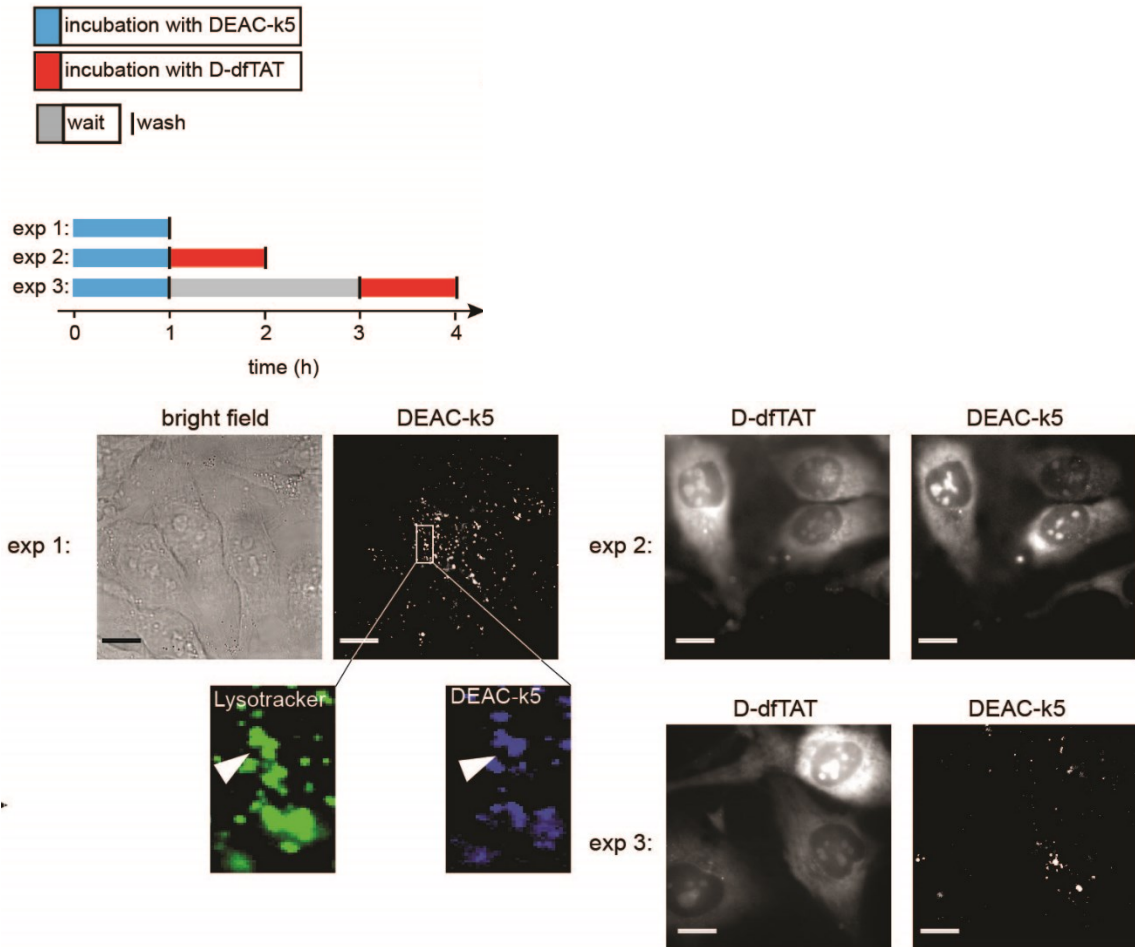 incubation with DEAC-k5
incubation with D-dfTAT
wait wash
exp 1:
exp 2:
exp 3:
0 1 2 3 4
time (h)
bright field DEAC-k5 D-dfTAT DEAC-k5
exp 1: exp 2:
Lysotracker DEAC-k5
D-dfTAT DEAC-k5
exp 3: